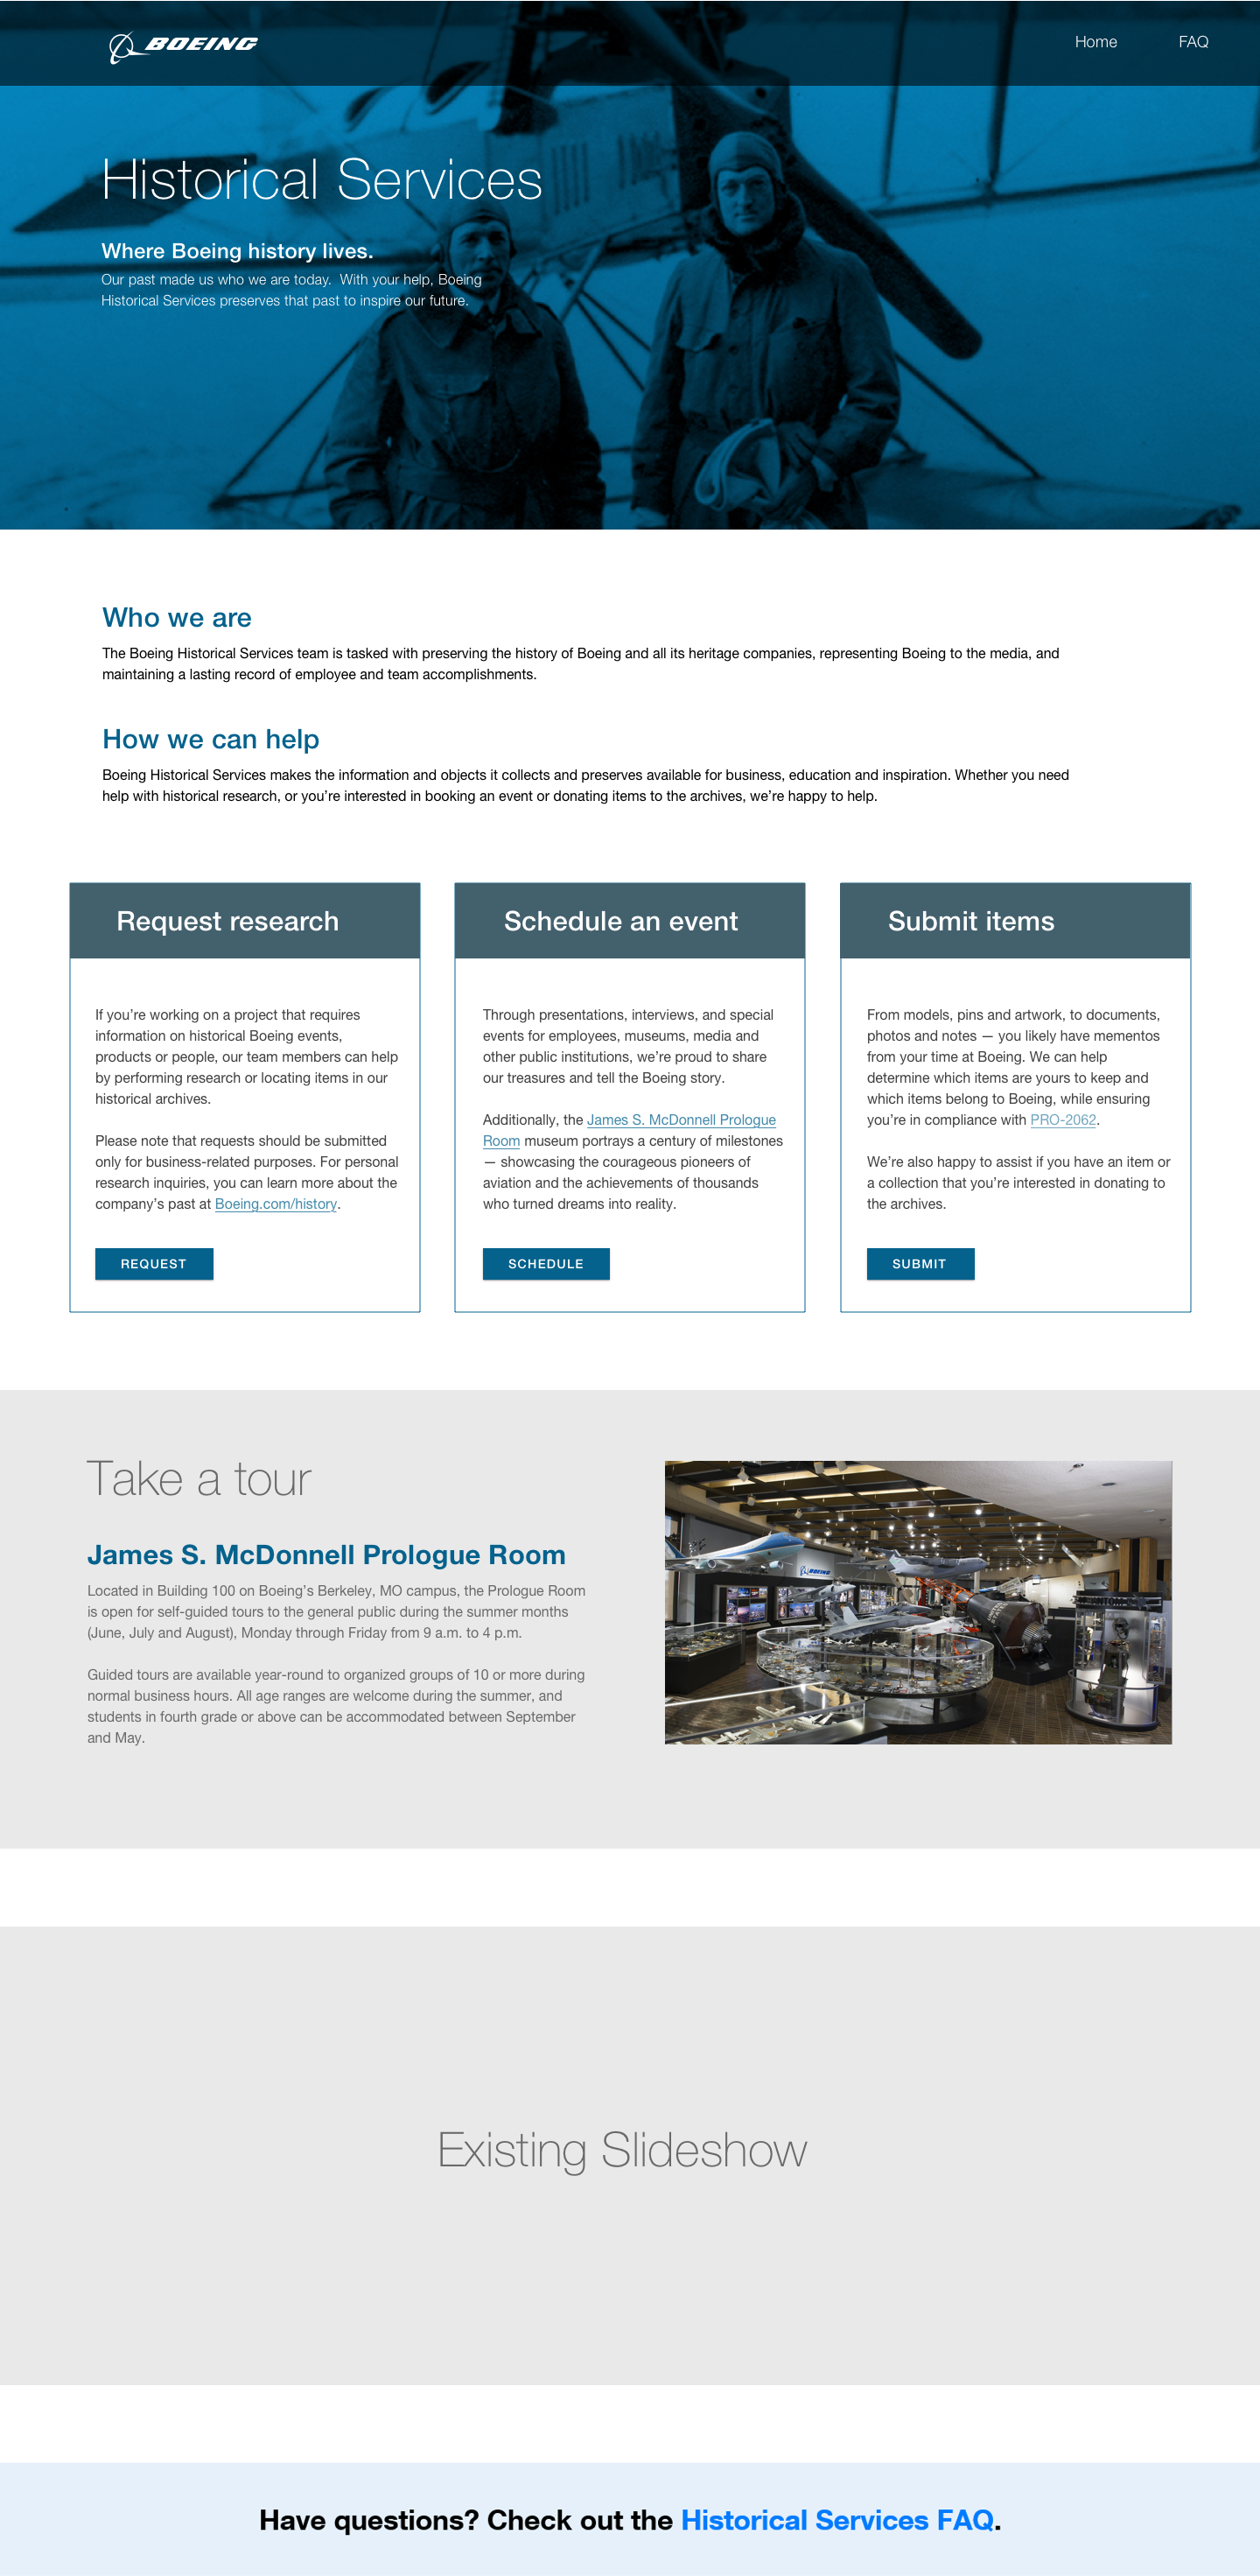 BOEING
Home
FAQ
Historical Services
Where Boeing history lives.
Our past made us who we are today.  With your help, Boeing
Historical Services preserves that past to inspire our future.
Who we are
The Boeing Historical Services team is tasked with preserving the history of Boeing and all its heritage companies, representing Boeing to the media, and
maintaining a lasting record of employee and team accomplishments.
How we can help
Boeing Historical Services makes the information and objects it collects and preserves available for business, education and inspiration. Whether you need
help with historical research, or you’re interested in booking an event or donating items to the archives, we’re happy to help.
Request research
If you’re working on a project that requires
information on historical Boeing events,
products or people, our team members can help
by performing research or locating items in our
historical archives.
Please note that requests should be submitted
only for business-related purposes. For personal
research inquiries, you can learn more about the
company’s past at Boeing.com/history.
REQUEST
Schedule an event
Through presentations, interviews, and special
events for employees, museums, media and
other public institutions, we’re proud to share
our treasures and tell the Boeing story.
Additionally, the James S. McDonnell Prologue
Room museum portrays a century of milestones
— showcasing the courageous pioneers of
aviation and the achievements of thousands
who turned dreams into reality.
SCHEDULE
Submit items
From models, pins and artwork, to documents,
photos and notes — you likely have mementos
from your time at Boeing. We can help
determine which items are yours to keep and
which items belong to Boeing, while ensuring
you’re in compliance with PRO-2062.
We’re also happy to assist if you have an item or
a collection that you’re interested in donating to
the archives.
SUBMIT
Take a tour
James S. McDonnell Prologue Room
Located in Building 100 on Boeing’s Berkeley, MO campus, the Prologue Room
is open for self-guided tours to the general public during the summer months
(June, July and August), Monday through Friday from 9 a.m. to 4 p.m.
Guided tours are available year-round to organized groups of 10 or more during
normal business hours. All age ranges are welcome during the summer, and
students in fourth grade or above can be accommodated between September
and May.
BOEING
Existing Slideshow
Have questions? Check out the Historical Services FAQ.